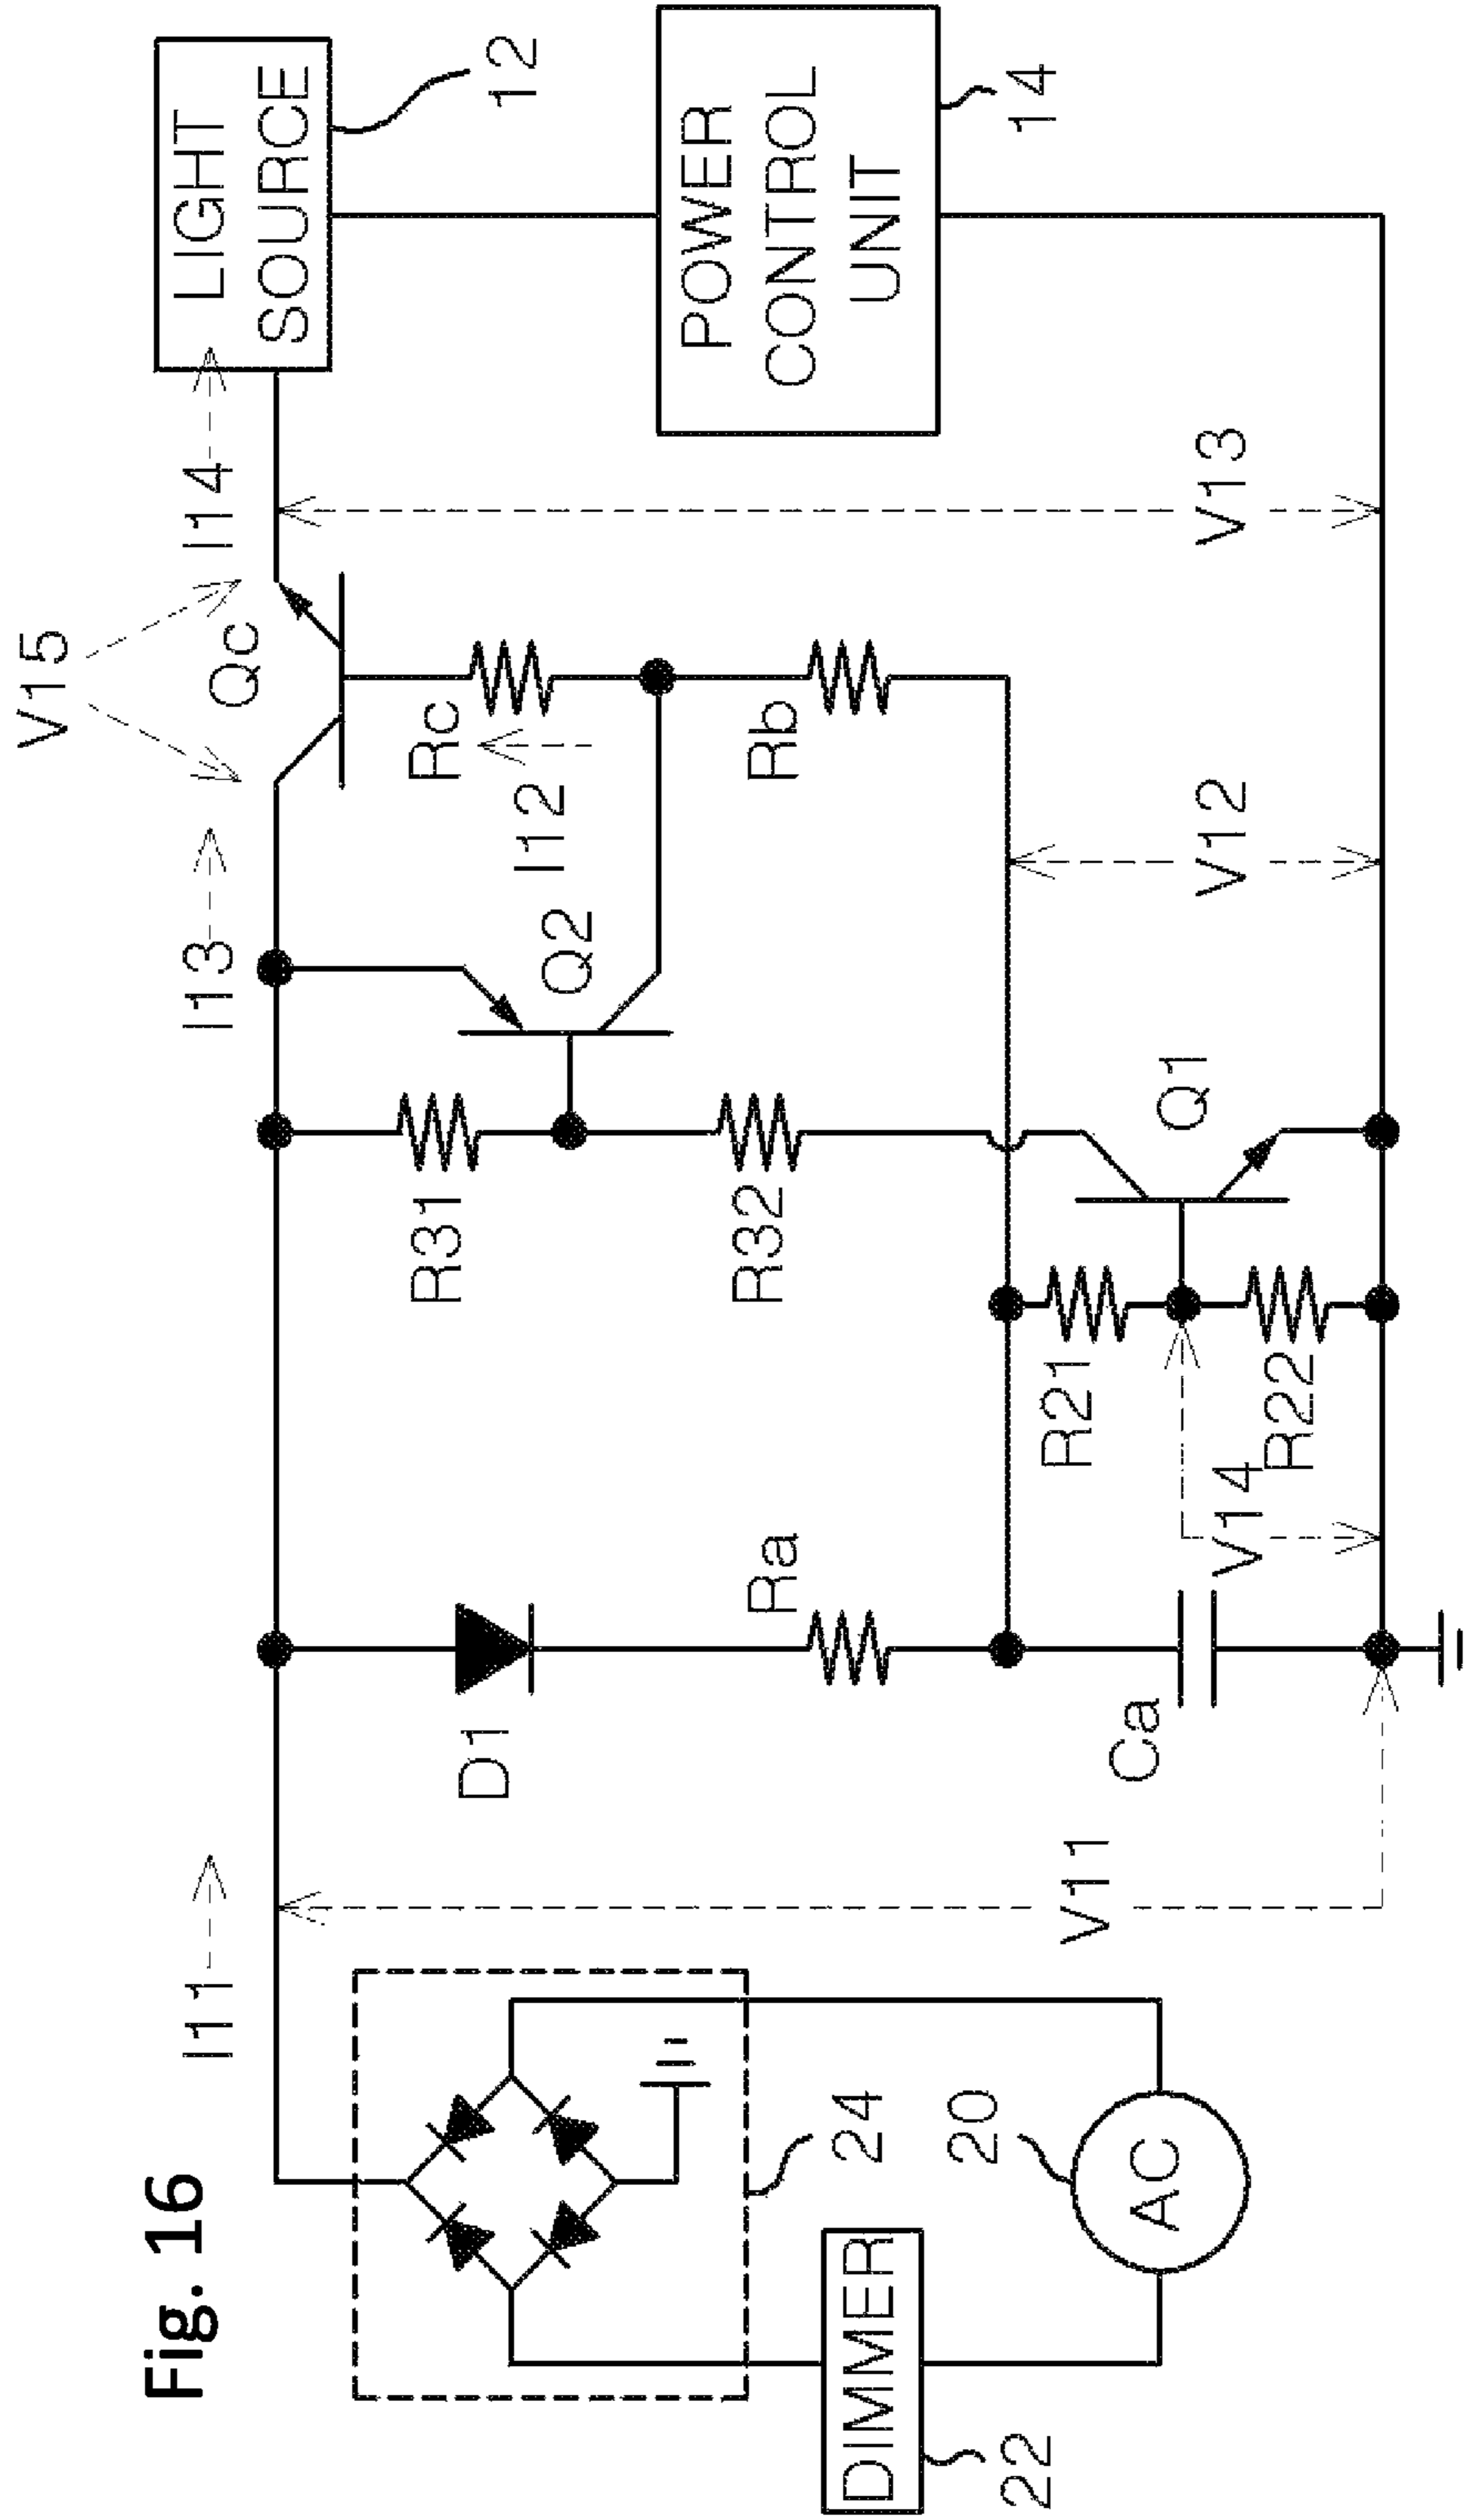 Fig. 16
V15
I11
I13
I14
Qc
LIGHT
SOURCE
12
D1
R31
Q2
Rc
I12
Ra
R32
Rb
POWER
CONTROL
UNIT
14
24
DIMMER
22
20
AC
V11
Ca
R21
R22
V14
Q1
V12
V13